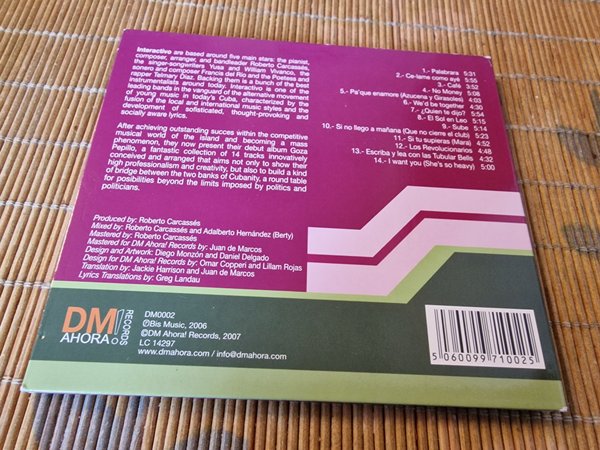 Interactivo are based around five main stars: the pianist,
composer, arranger, and bandleader Roberto Carcassés,
the singer-songwriters Yusa and William Vivanco, the
sonero and composer Francis del Rio and the Poetess and
rapper Telmary Diaz. Backing them is a bunch of the best
instrumentalists around today. Interactivo is one of the
leading bands in the vanguard of the alternative movement
of young music in today's Cuba, characterized by the
fusion of the local and international music styles and the
development of sofisticated, thought-provoking and
socially aware lyrics.
After achieving outstanding succes within the competitive
musical world of the island and becoming a mass
phenomenon, they now present their debut album Goza
Pepillo, a fantastic collection of 14 tracks innovatively
conceived and arranged that aims not only to show their
high professionalism and creativity, but also to build a kind
of bridge between the two banks of Cubanity, a round table
for posibilities beyond the limits imposed by politics and
politicians.
1.- Palabrara 5:31
2.- Ce-lame como ayé 5:55
3.- Café 3:52
4.- No Money 5:08
5.- Pa'que enamore (Azucena y Girasoles) 4:03
6.- We'd be together 4:30
7.- ¿Quien te dijo? 5:01
8.- El Sol en Leo 5:19
9.- Sube 5:14
10.- Si no llego a mañana (Que no cierre el club) 5:23
11.- Si tu supieras (Mara) 4:53
12.- Los Revolucionarios 4:48
13.- Escriba y lea con las Tubular Bells 4:32
14.- I want you (She's so heavy) 5:00
Produced by: Roberto Carcassés
Mixed by: Roberto Carcassés and Adalberto Hernández (Berty)
Mastered by: Roberto Carcassés
Mastered for DM Ahora! Records by: Juan de Marcos
Design and Artwork: Diego Monzón and Daniel Delgado
Design for DM Ahora! Records by: Omar Copperi and Lillam Rojas
Translation by: Jackie Harrison and Juan de Marcos
Lyrics Translations by: Greg Landau
DM
AHORA!
RECORDS
DM0002
℗Bis Music, 2006
©DM Ahora! Records, 2007
LC 14297
www.dmahora.com / info@dmahora.com
5 060099 710025